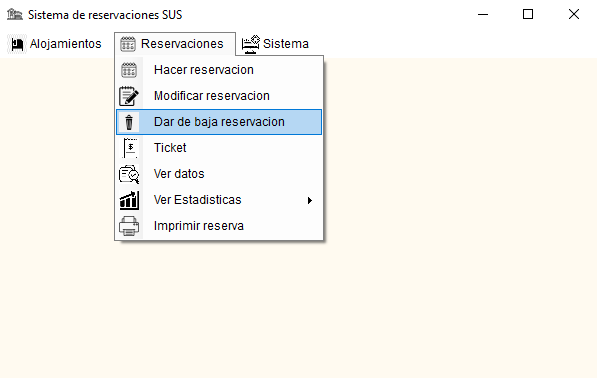 Sistema de reservaciones SUS
Alojamientos Reservaciones Sistema
Hacer reservacion
Modificar reservacion
Dar de baja reservacion
Ticket
Ver datos
Ver Estadisticas
Imprimir reserva